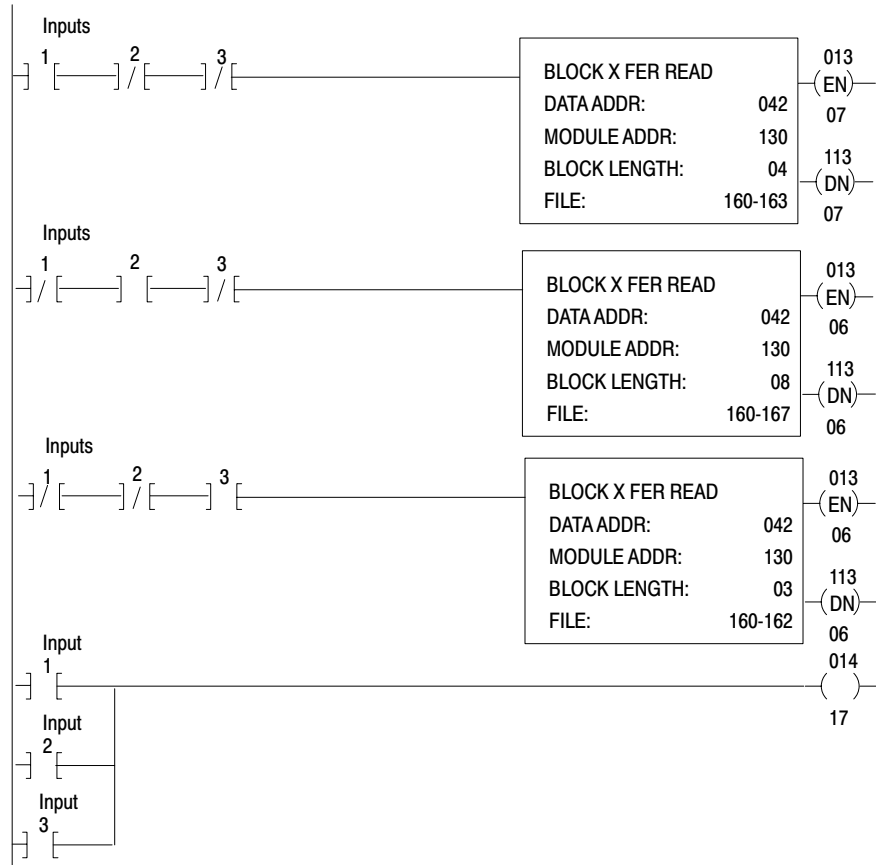 Inputs
1 2 3
BLOCK X FER READ
DATA ADDR: 042
MODULE ADDR: 130
BLOCK LENGTH: 04
FILE: 160-163
013
EN
07
113
DN
07
Inputs
1 2 3
BLOCK X FER READ
DATA ADDR: 042
MODULE ADDR: 130
BLOCK LENGTH: 08
FILE: 160-167
013
EN
06
113
DN
06
Inputs
1 2 3
BLOCK X FER READ
DATA ADDR: 042
MODULE ADDR: 130
BLOCK LENGTH: 03
FILE: 160-162
013
EN
06
113
DN
06
Input
1
014
17
Input
2
Input
3